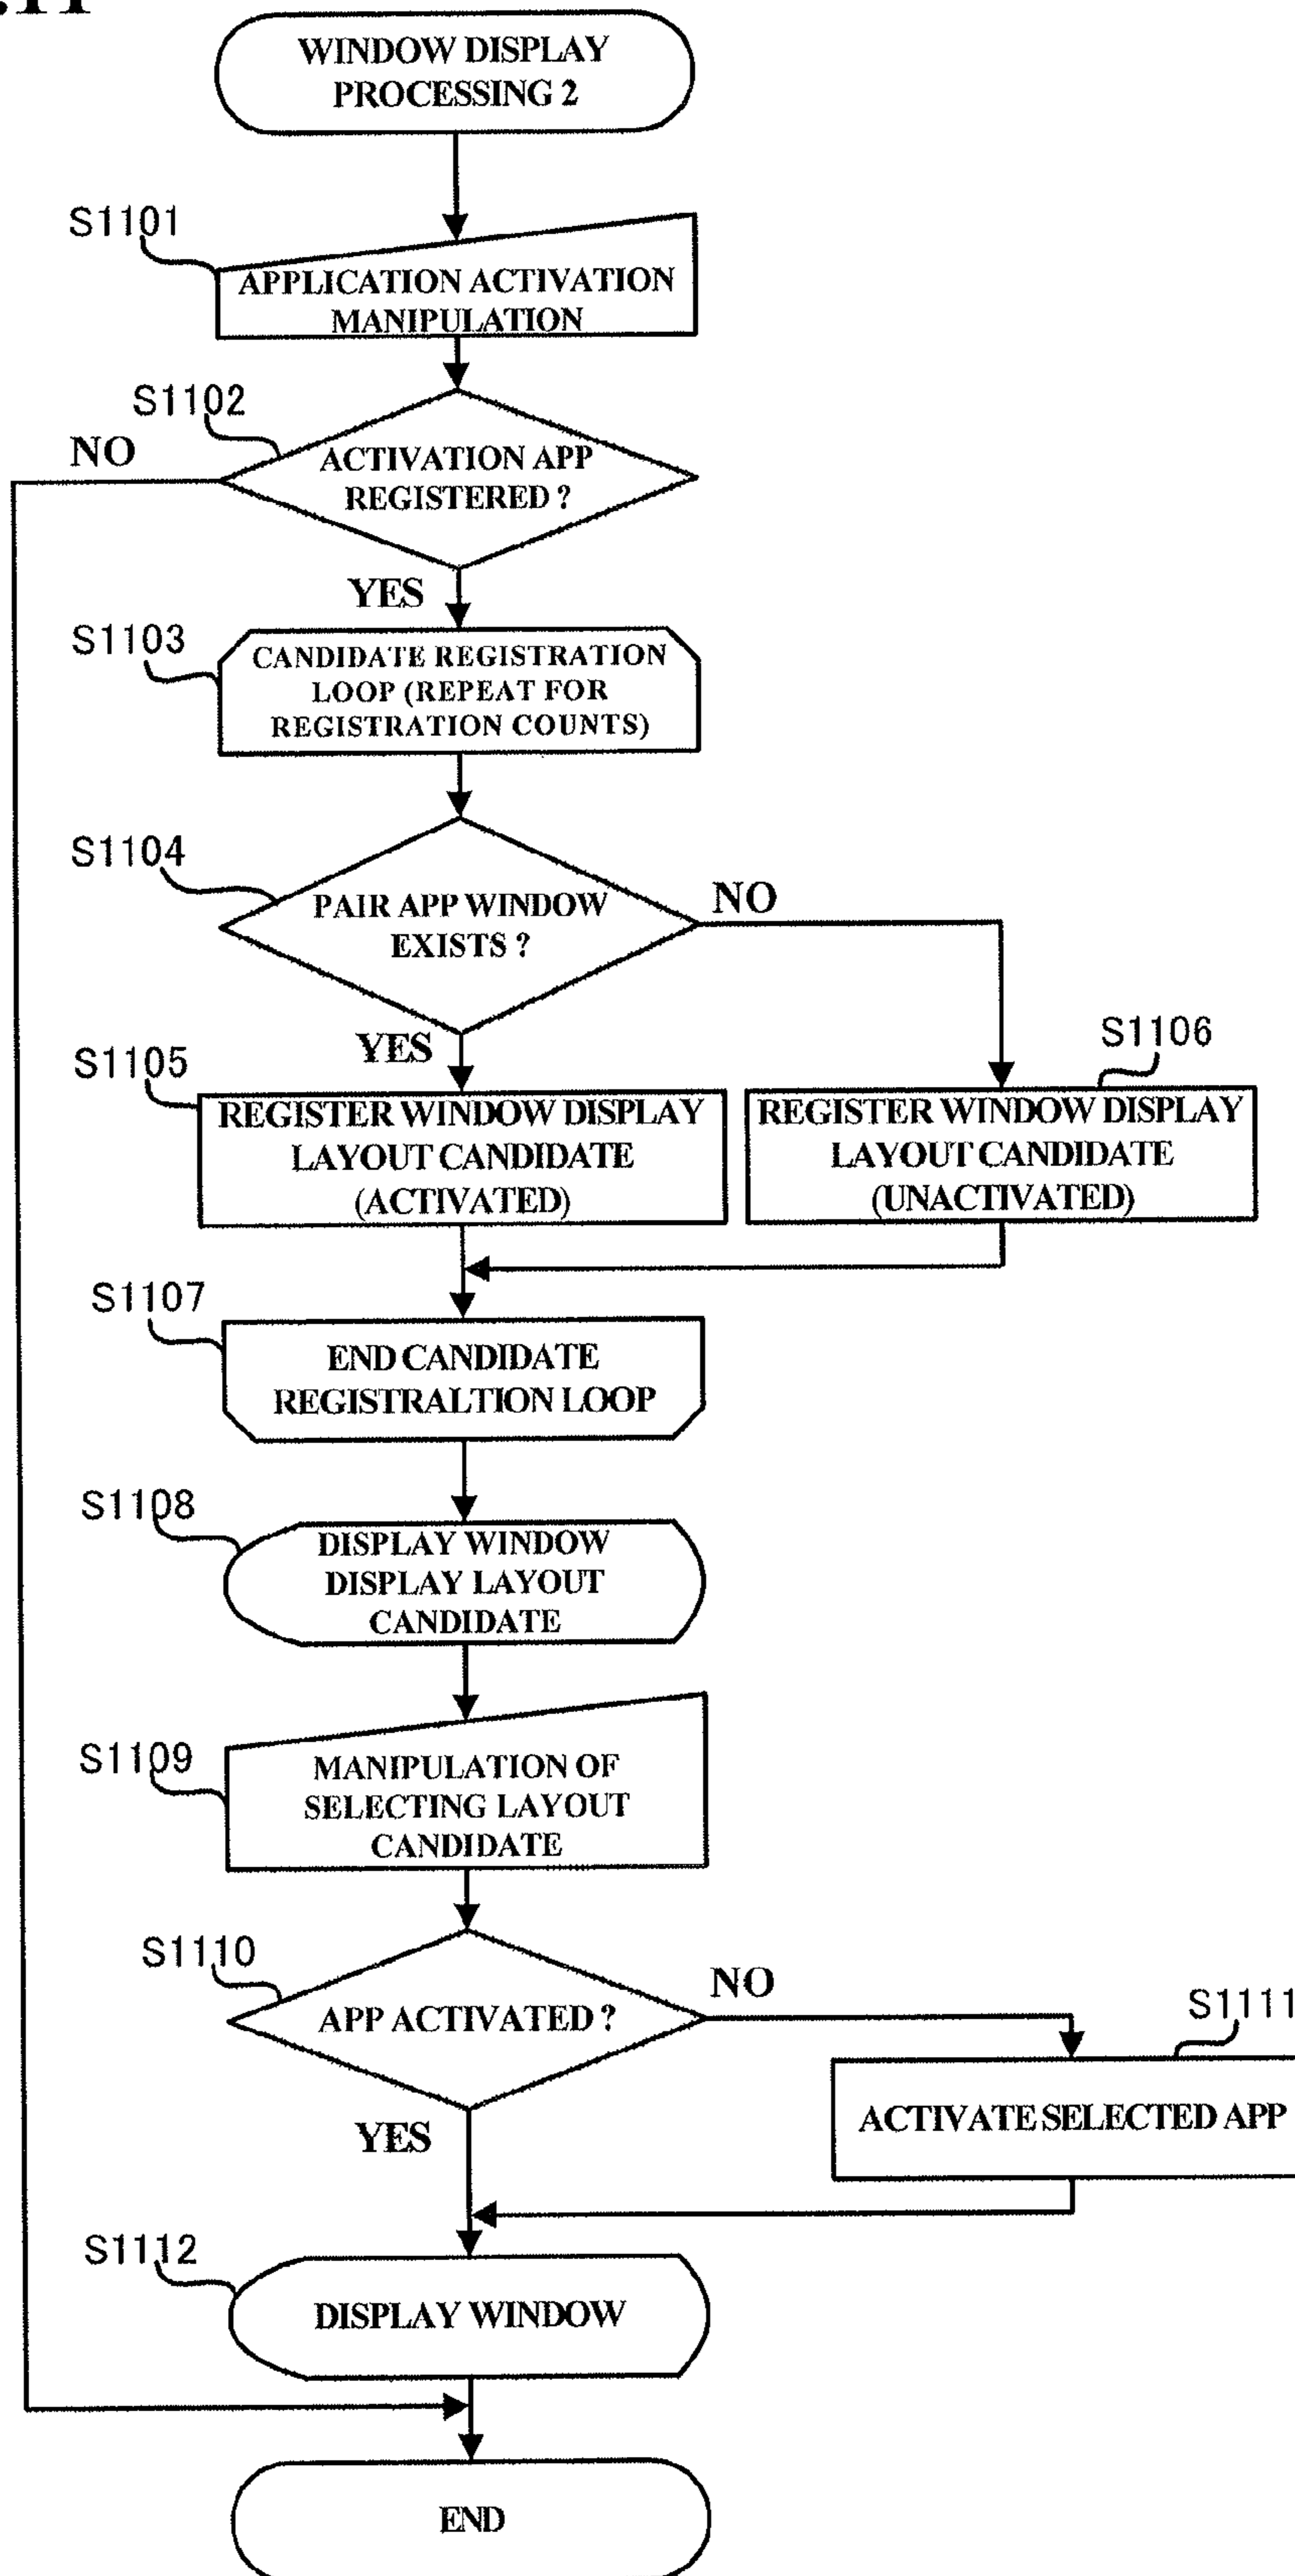 WINDOW DISPLAY
PROCESSING 2
S1101
APPLICATION ACTIVATION
MANIPULATION
S1102
NO
ACTIVATION APP
REGISTERED ?
YES
S1103
CANDIDATE REGISTRATION
LOOP (REPEAT FOR
REGISTRATION COUNTS)
S1104
PAIR APP WINDOW
EXISTS ?
NO
YES
S1105
REGISTER WINDOW DISPLAY
LAYOUT CANDIDATE
(ACTIVATED)
S1106
REGISTER WINDOW DISPLAY
LAYOUT CANDIDATE
(UNACTIVATED)
S1107
END CANDIDATE
REGISTRALTION LOOP
S1108
DISPLAY WINDOW
DISPLAY LAYOUT
CANDIDATE
S1109
MANIPULATION OF
SELECTING LAYOUT
CANDIDATE
S1110
APP ACTIVATED ?
NO
S1111
ACTIVATE SELECTED APP
YES
S1112
DISPLAY WINDOW
END